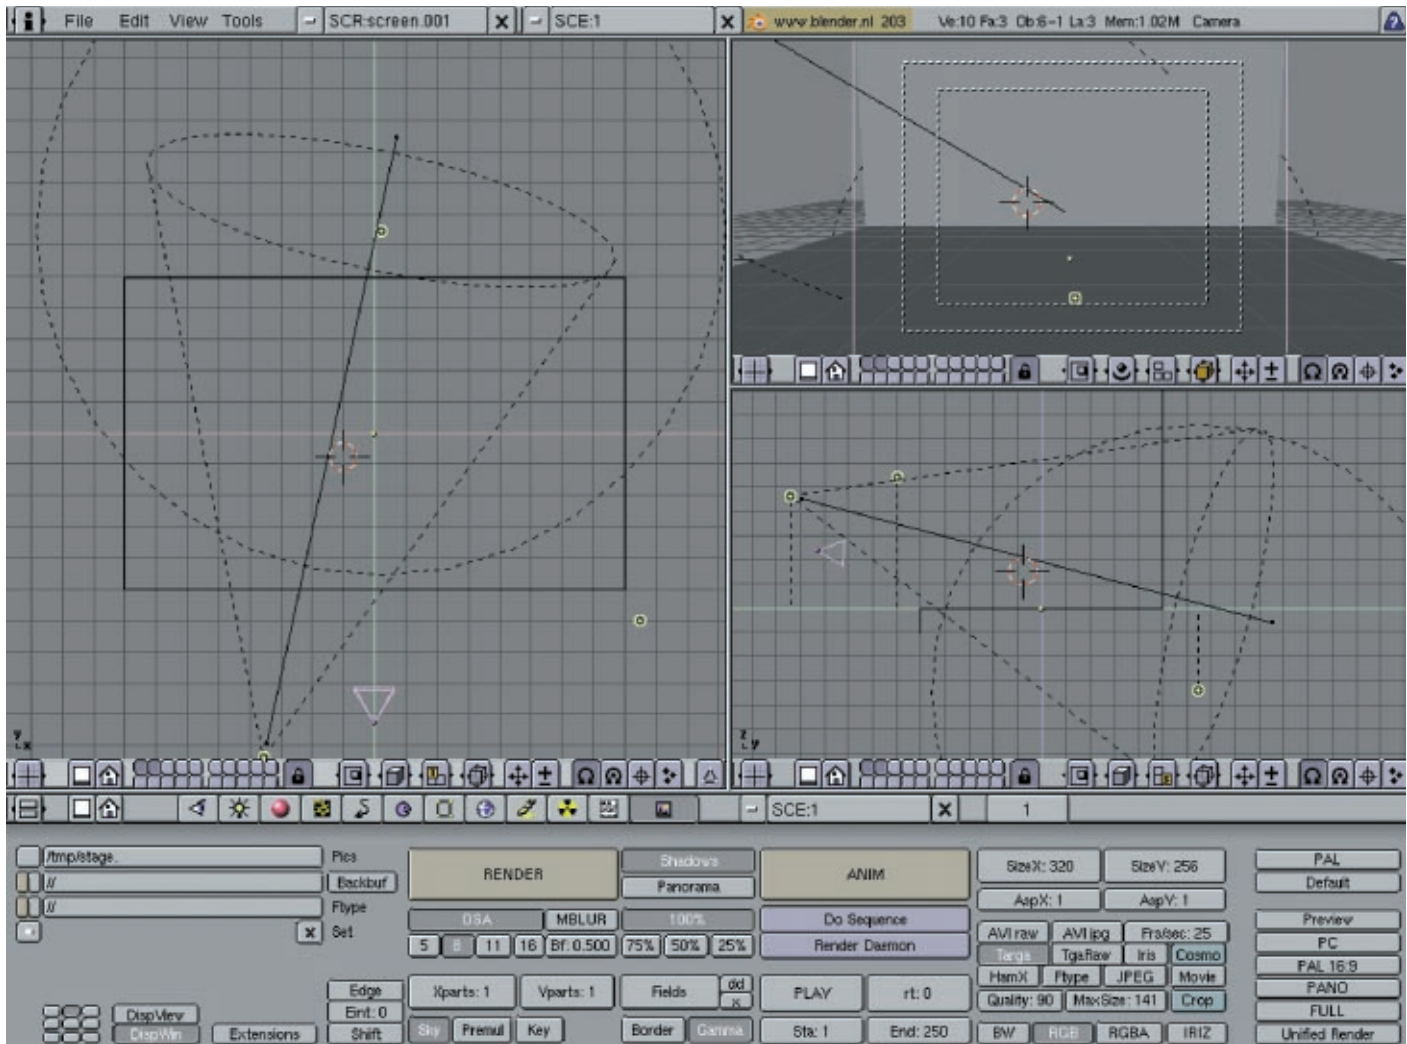 File Edit View Tools SCR:screen.001 X SCE:1 X www.blender.nl 203 Ve:10 Fa:3 Ob:6-1 La:3 Mem:1.02M Camera
SCE:1 X 1
/tmp/stage. Pics
// Backbuf
// Ftype
X Set
Edge
DispView Eint: 0
DispWin Extensions Shift
RENDER
Shadows
Panorama
OSA MBLUR 100%
5 8 11 16 Bf: 0.500 75% 50% 25%
Xparts: 1 Yparts: 1 Fields dd
x
Sky Premul Key Border Gamma
ANIM
Do Sequence
Render Daemon
PLAY rt: 0
Sta: 1 End: 250
SizeX: 320 SizeY: 256
AspX: 1 AspY: 1
AVI raw AVI jpg Fra/sec: 25
Targa TgaRaw Iris Cosmo
HamX Ftype JPEG Movie
Quality: 90 MaxSize: 141 Crop
BW RGB RGBA IRIZ
PAL
Default
Preview
PC
PAL 16:9
PANO
FULL
Unified Render